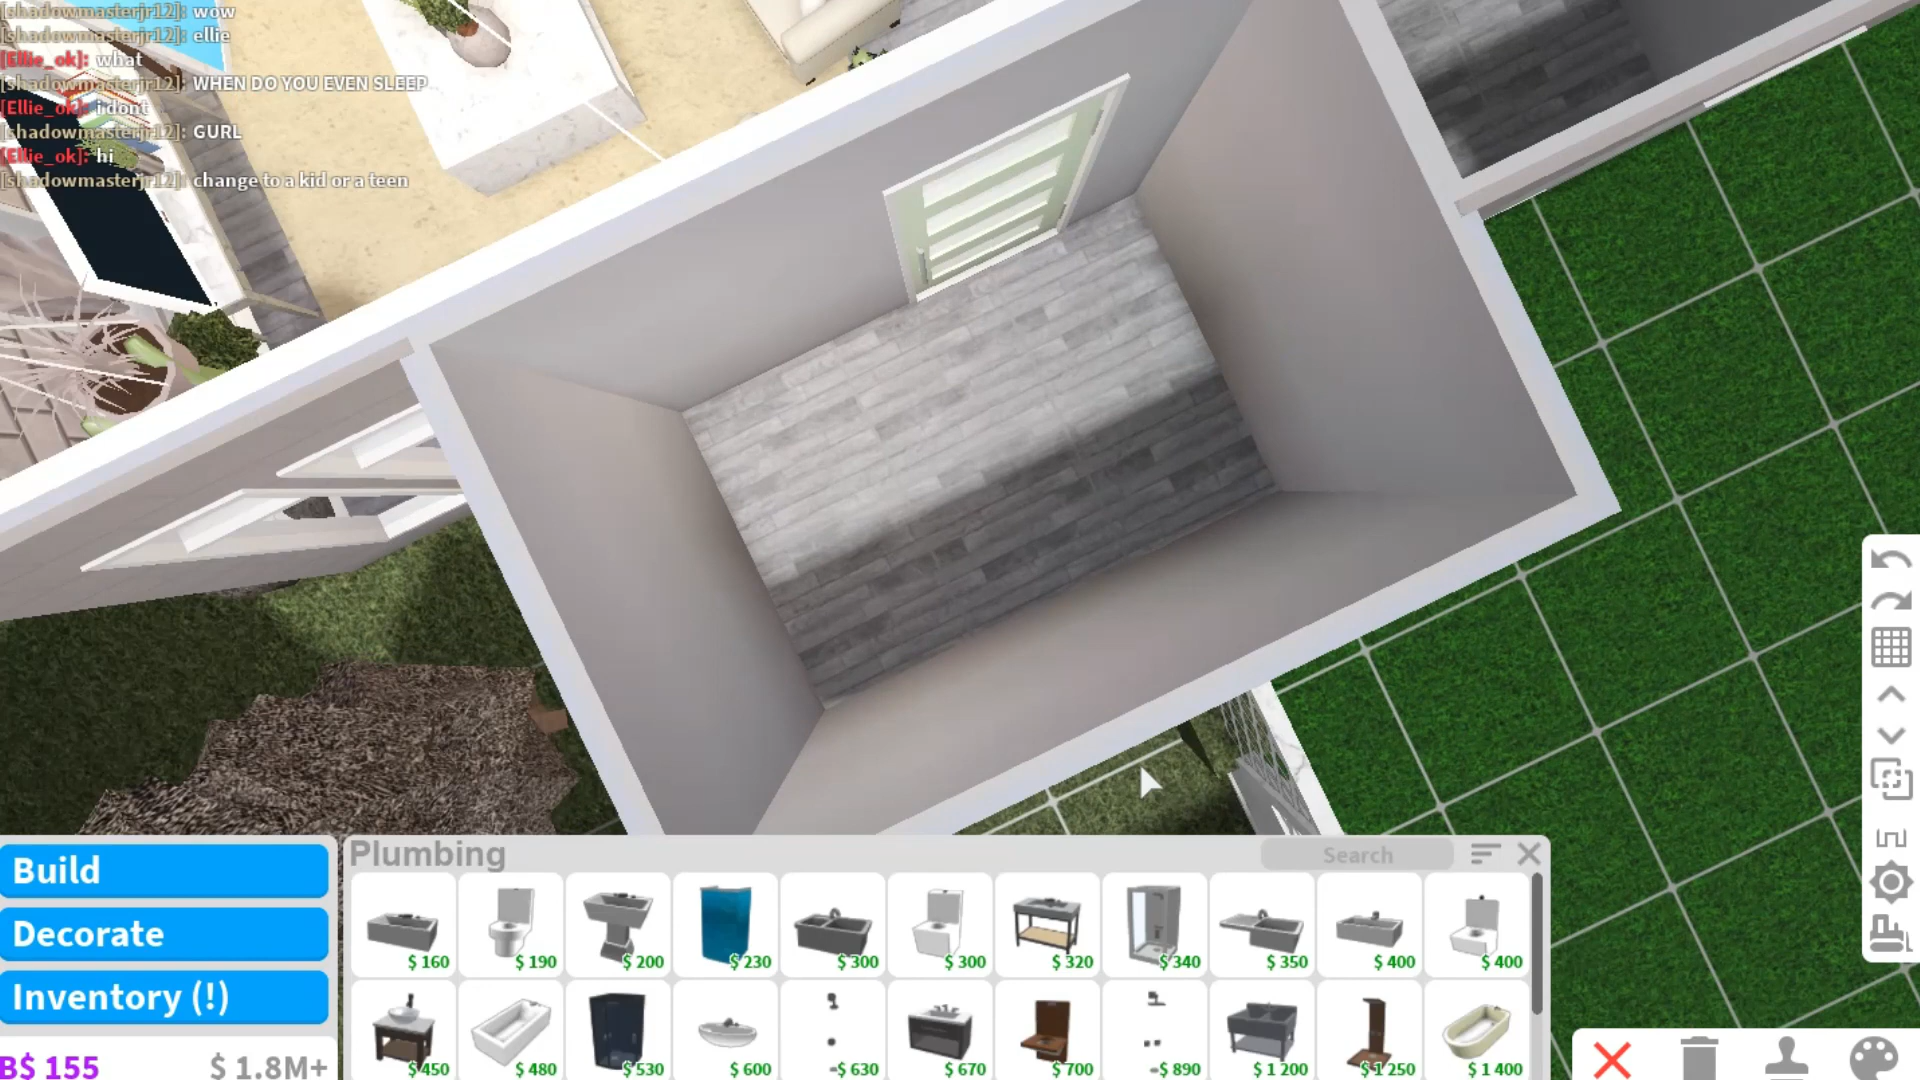 [shadowmasterjr12]: wow
[shadowmasterjr12]: ellie
[Ellie_ok]: what
[shadowmasterjr12]: WHEN DO YOU EVEN SLEEP
[Ellie_ok]: i dont
[shadowmasterjr12]: GURL
[Ellie_ok]: hi
[shadowmasterjr12]: change to a kid or a teen
Build
Decorate
Inventory (!)
B$ 155 $ 1.8M+
Plumbing Search
$ 160 $ 190 $ 200 $ 230 $ 300 $ 300 $ 320 $ 340 $ 350 $ 400 $ 400
$ 450 $ 480 $ 530 $ 600 $ 630 $ 670 $ 700 $ 890 $ 1 200 $ 1 250 $ 1 400